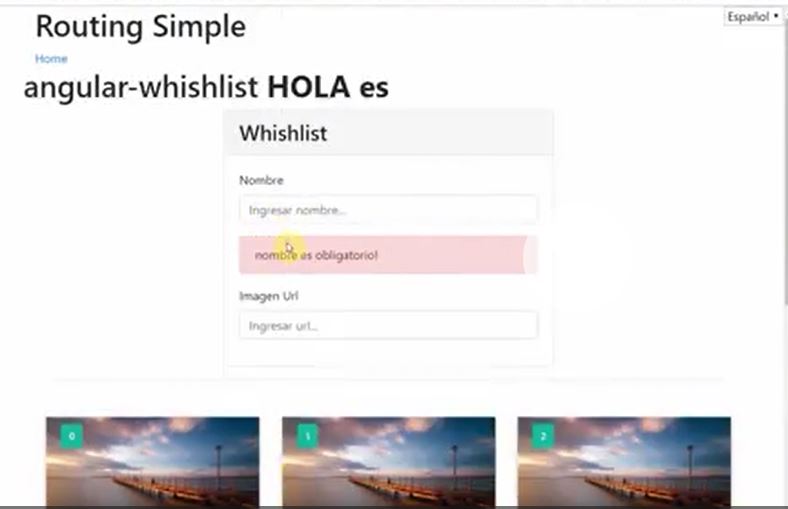 Español
Routing Simple
Home
angular-whishlist HOLA es
Whishlist
Nombre
Ingresar nombre...
nombre es obligatorio!
Imagen Url
Ingresar url...
0
1
2